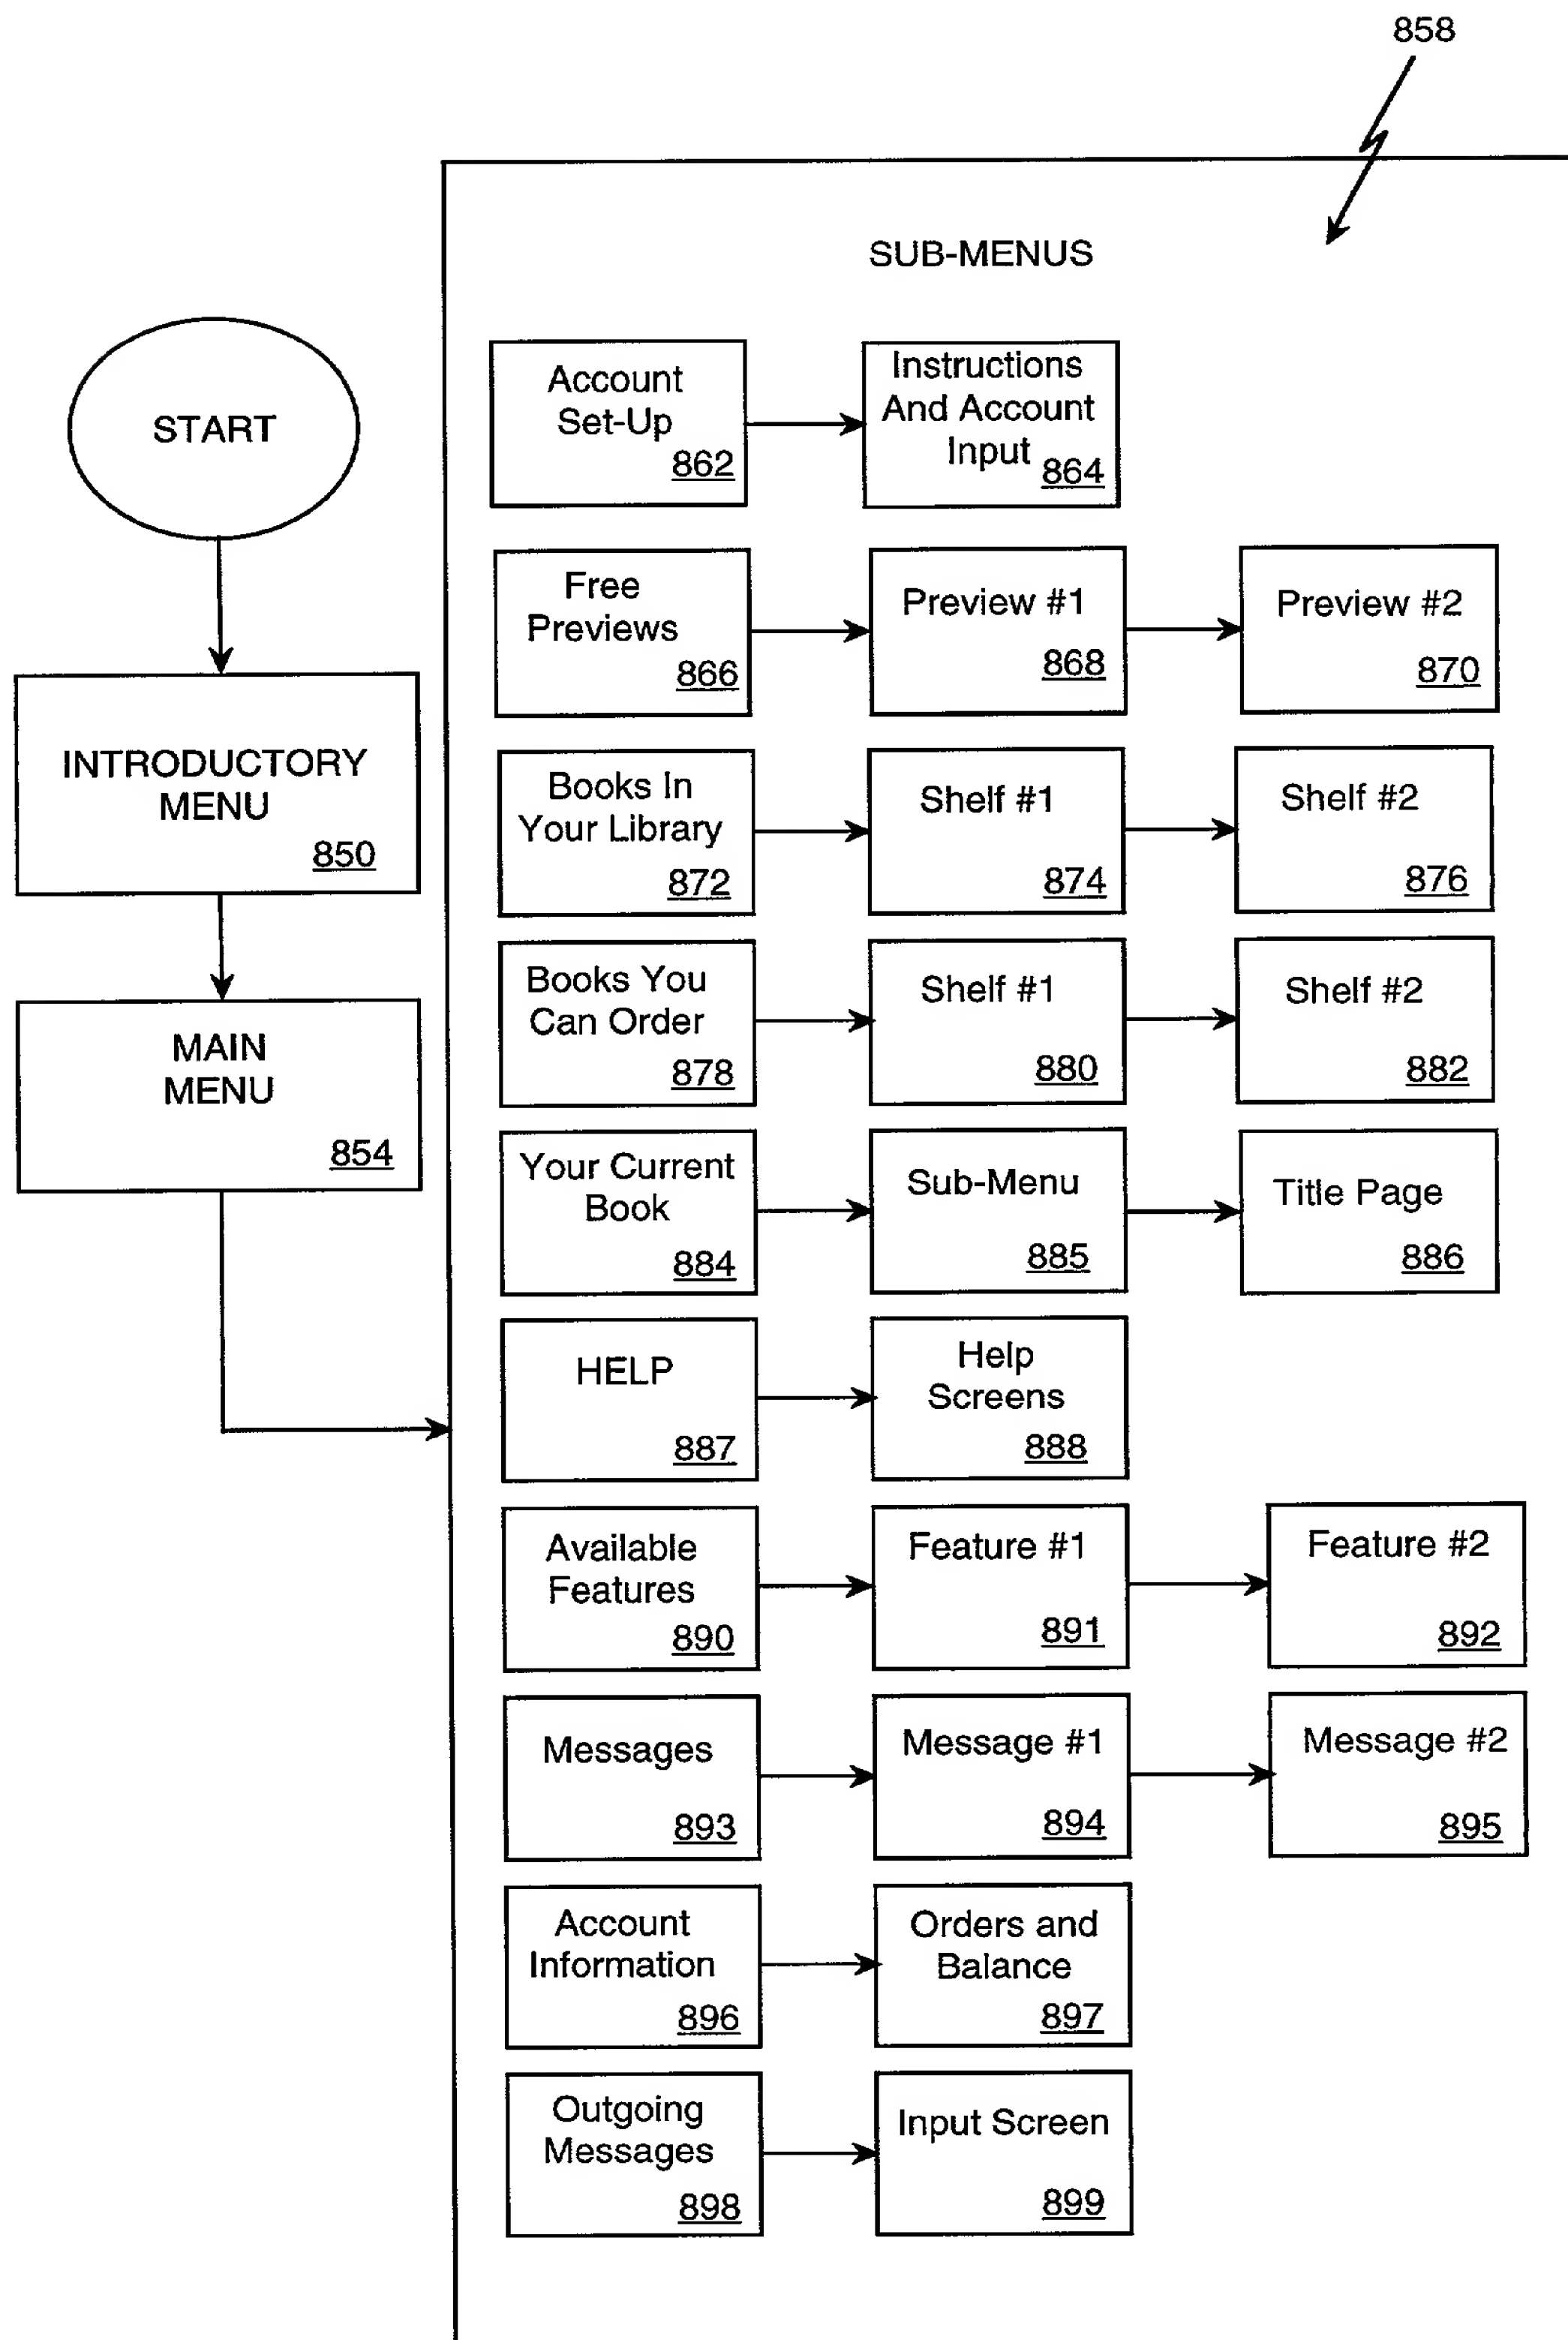 858
SUB-MENUS
START
INTRODUCTORY
MENU
850
MAIN
MENU
854
Account
Set-Up
862
Instructions
And Account
Input
864
Free
Previews
866
Preview #1
868
Preview #2
870
Books In
Your Library
872
Shelf #1
874
Shelf #2
876
Books You
Can Order
878
Shelf #1
880
Shelf #2
882
Your Current
Book
884
Sub-Menu
885
Title Page
886
HELP
887
Help
Screens
888
Available
Features
890
Feature #1
891
Feature #2
892
Messages
893
Message #1
894
Message #2
895
Account
Information
896
Orders and
Balance
897
Outgoing
Messages
898
Input Screen
899